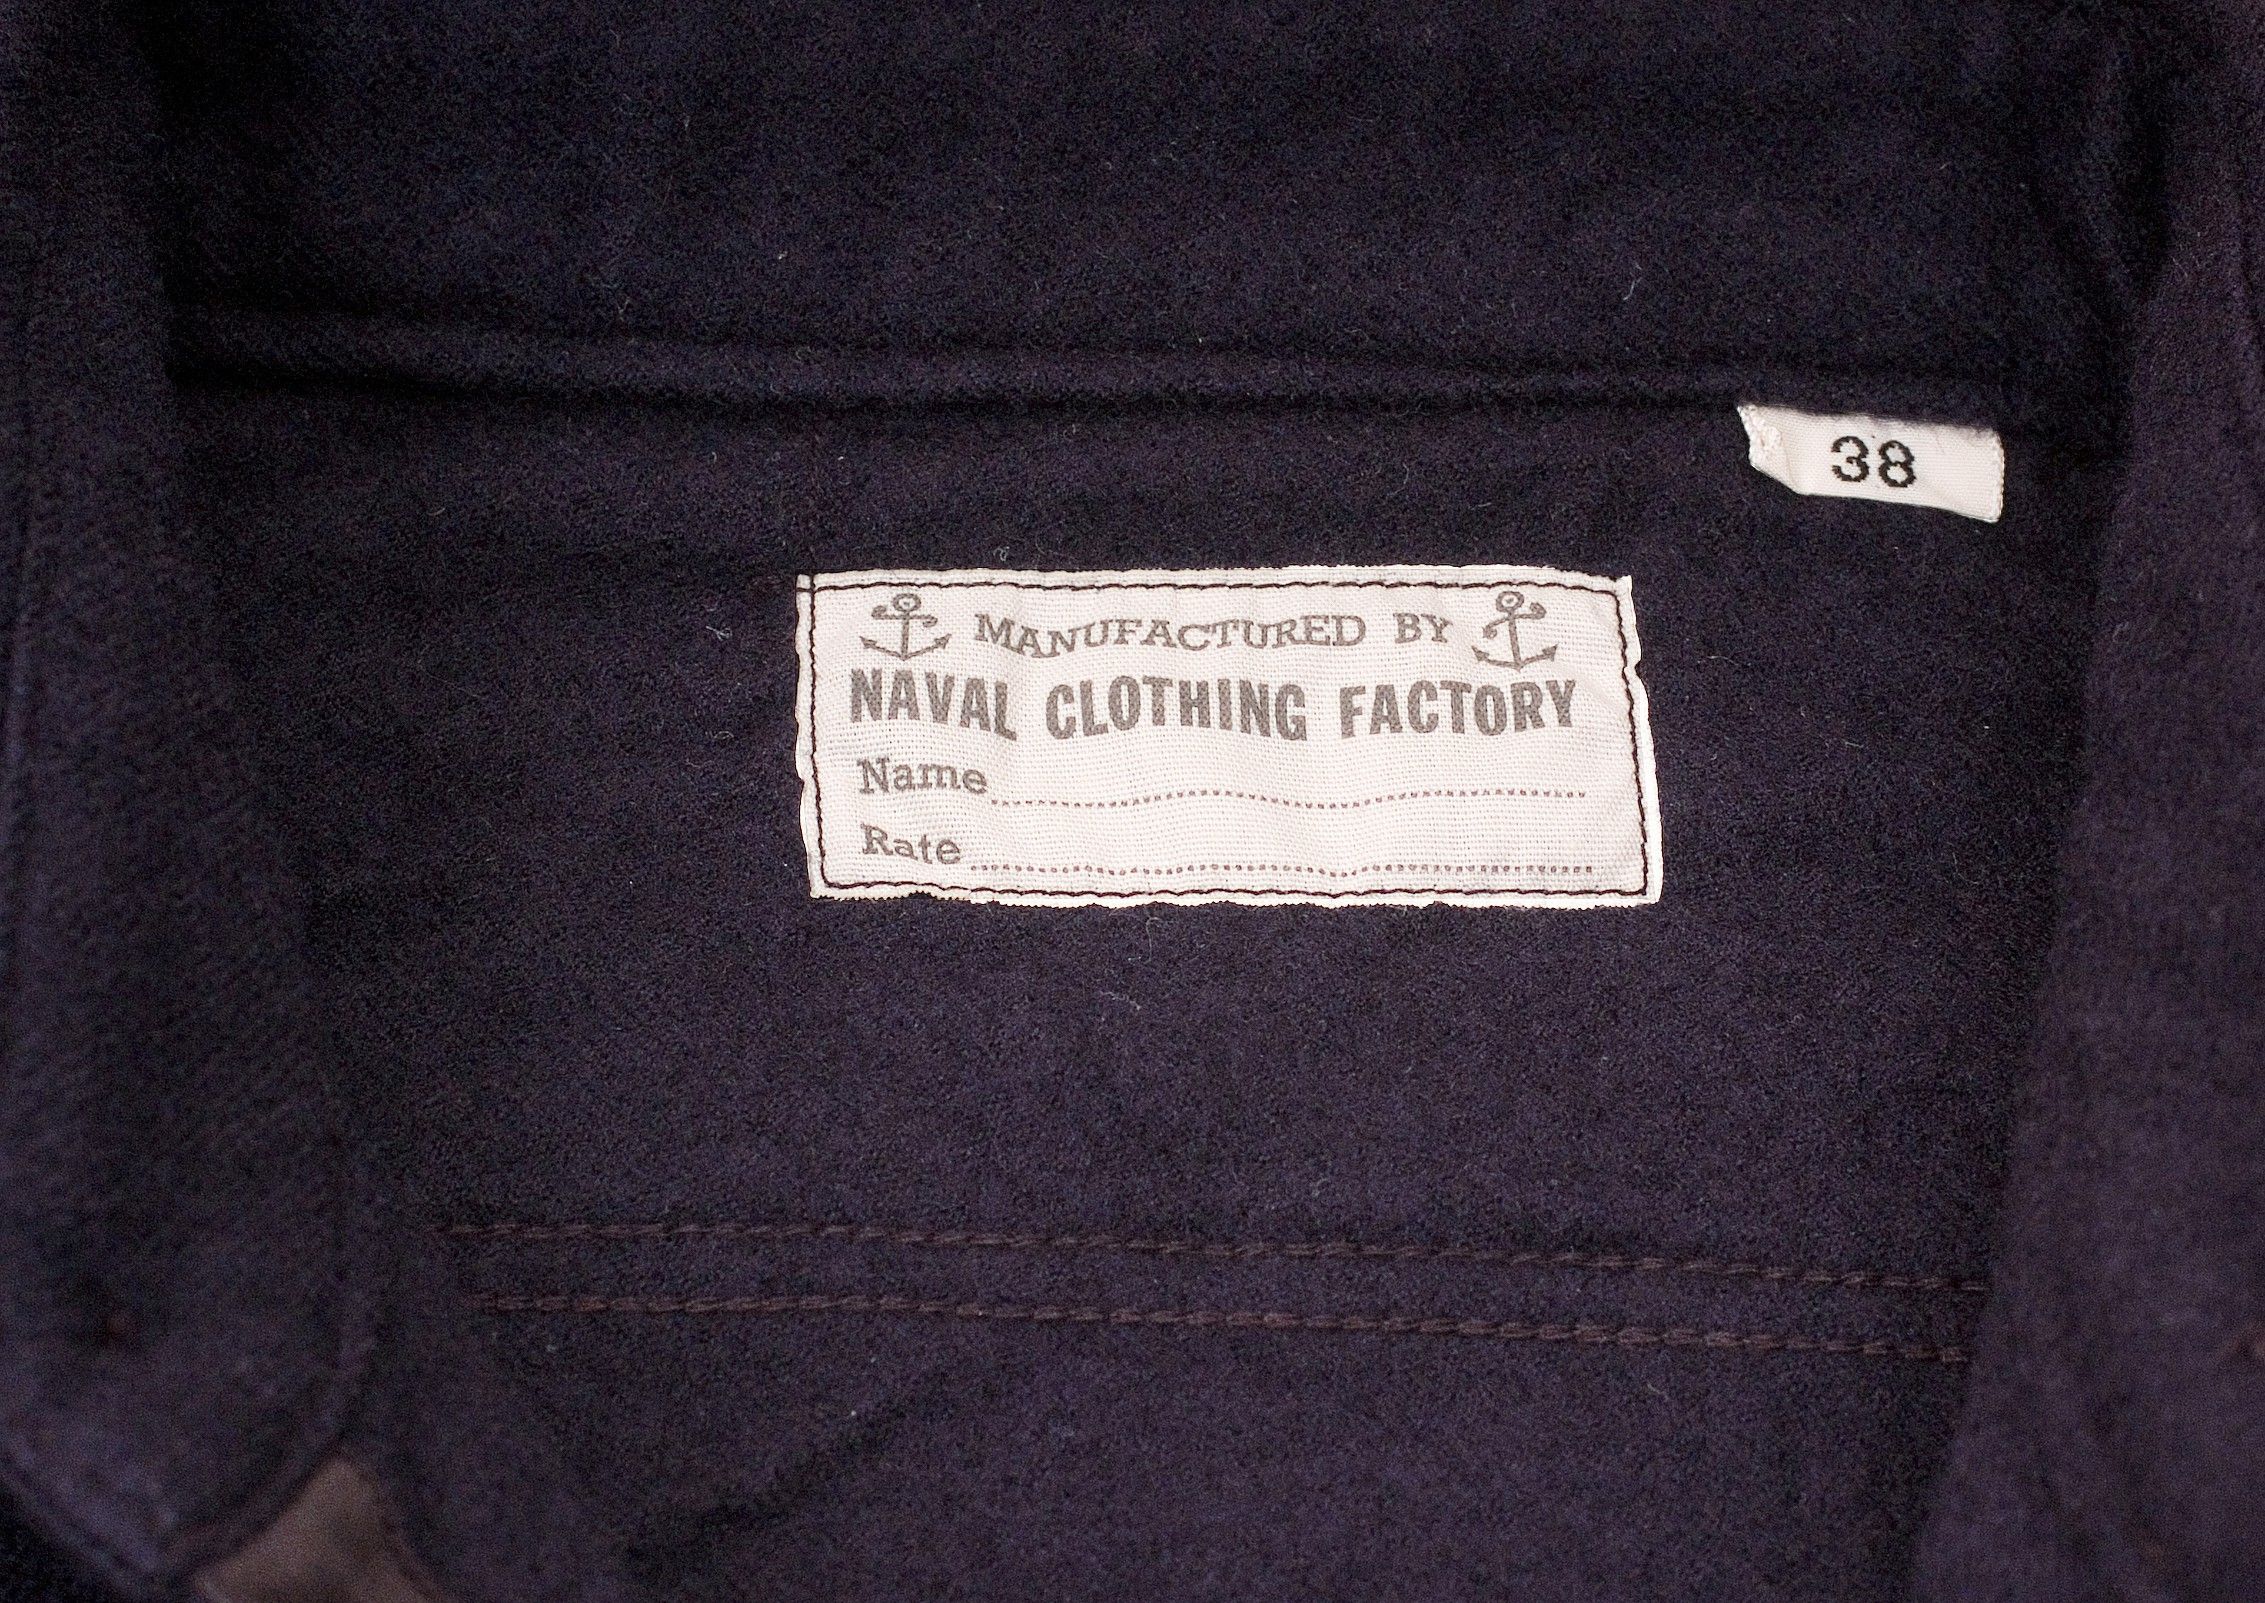 38
MANUFACTURED BY
NAVAL CLOTHING FACTORY
Name
Rate